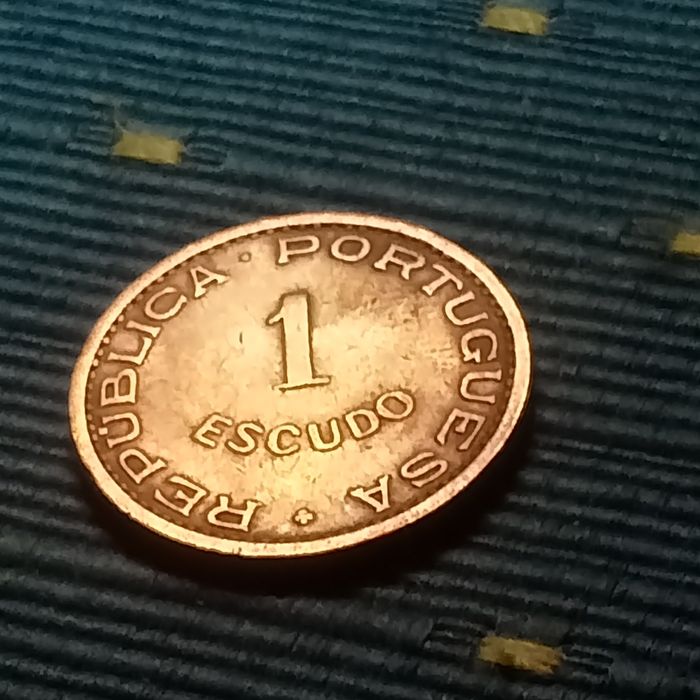 REPÚBLICA · PORTUGUESA
1
ESCUDO